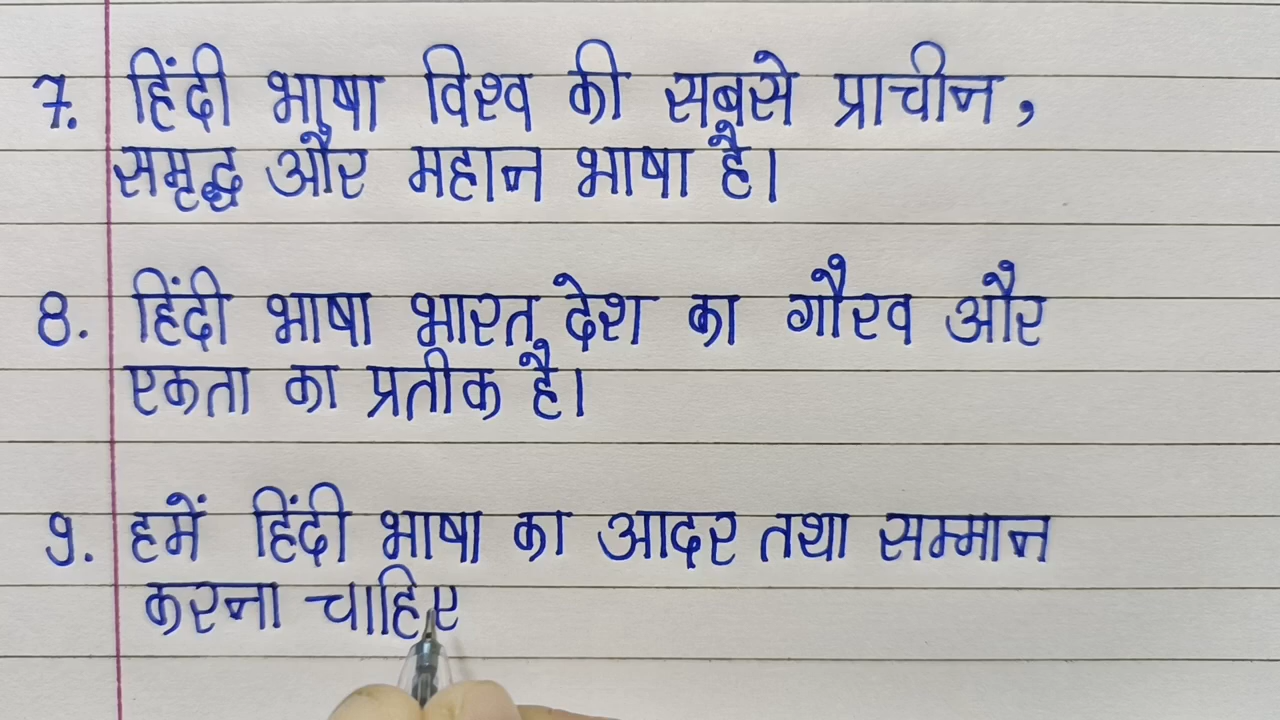 7. हिंदी भाषा विश्व की सबसे प्राचीन,
समृद्ध और महान भाषा है।
8. हिंदी भाषा भारत देश का गौरव और
एकता का प्रतीक है।
9. हमें हिंदी भाषा का आदर तथा सम्मान
करना चाहिए